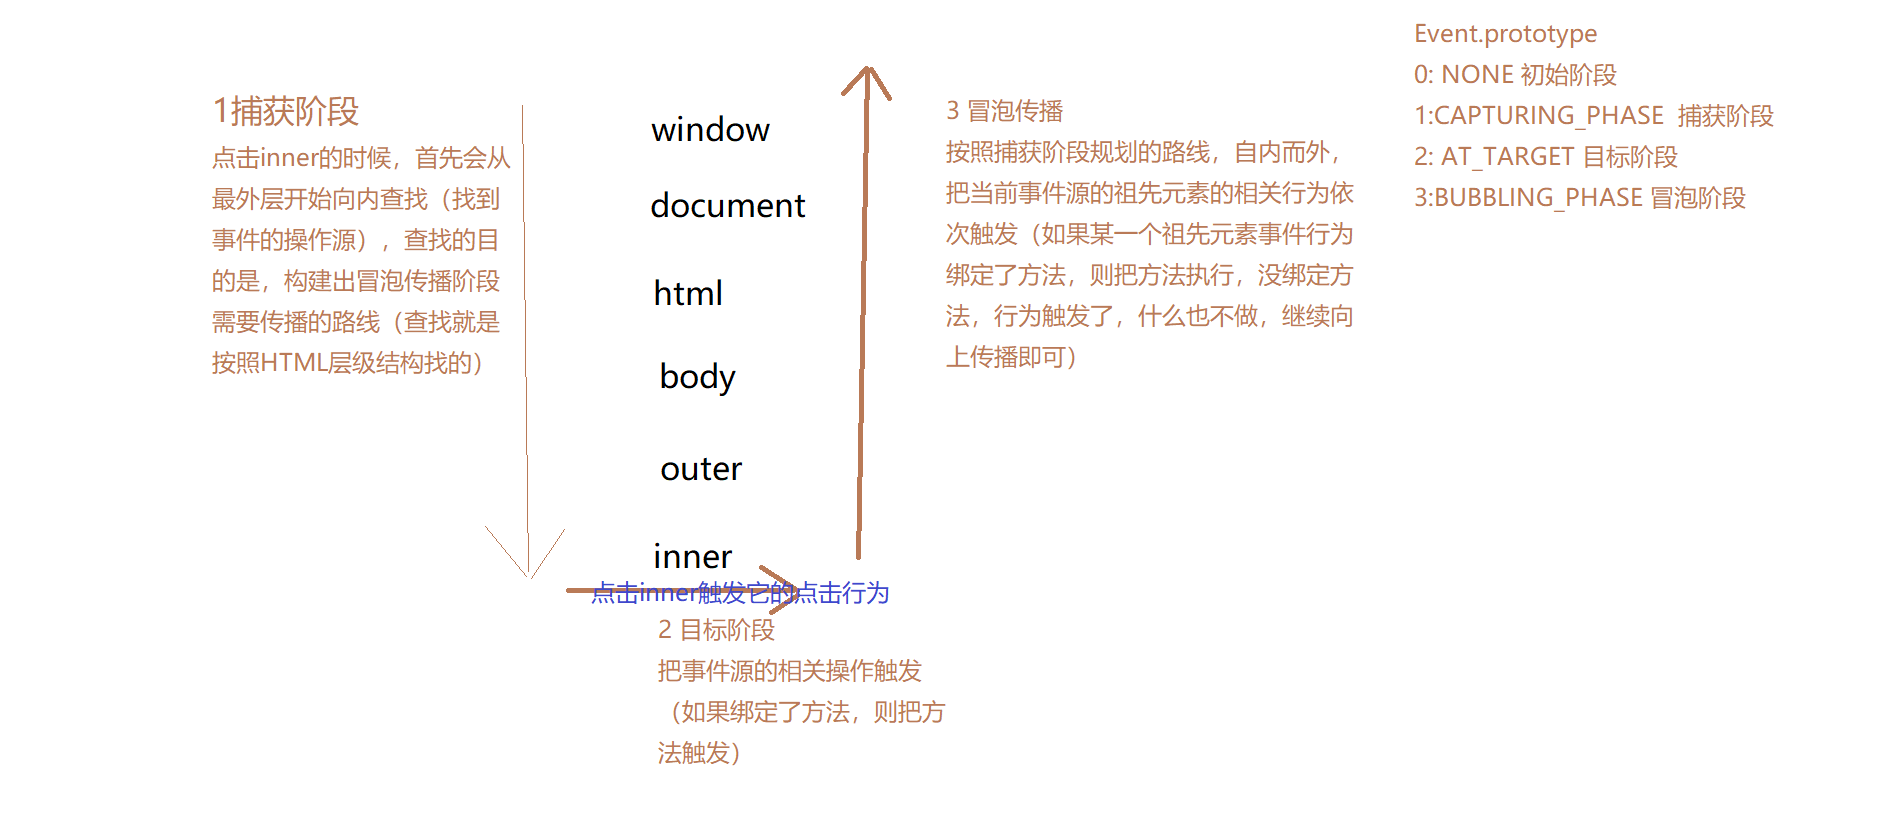 1捕获阶段
点击inner的时候，首先会从
最外层开始向内查找（找到
事件的操作源），查找的目
的是，构建出冒泡传播阶段
需要传播的路线（查找就是
按照HTML层级结构找的）
window
document
html
body
outer
inner
点击inner触发它的点击行为
2 目标阶段
把事件源的相关操作触发
（如果绑定了方法，则把方
法触发）
3 冒泡传播
按照捕获阶段规划的路线，自内而外，
把当前事件源的祖先元素的相关行为依
次触发（如果某一个祖先元素事件行为
绑定了方法，则把方法执行，没绑定方
法，行为触发了，什么也不做，继续向
上传播即可）
Event.prototype
0: NONE 初始阶段
1:CAPTURING_PHASE 捕获阶段
2: AT_TARGET 目标阶段
3:BUBBLING_PHASE 冒泡阶段